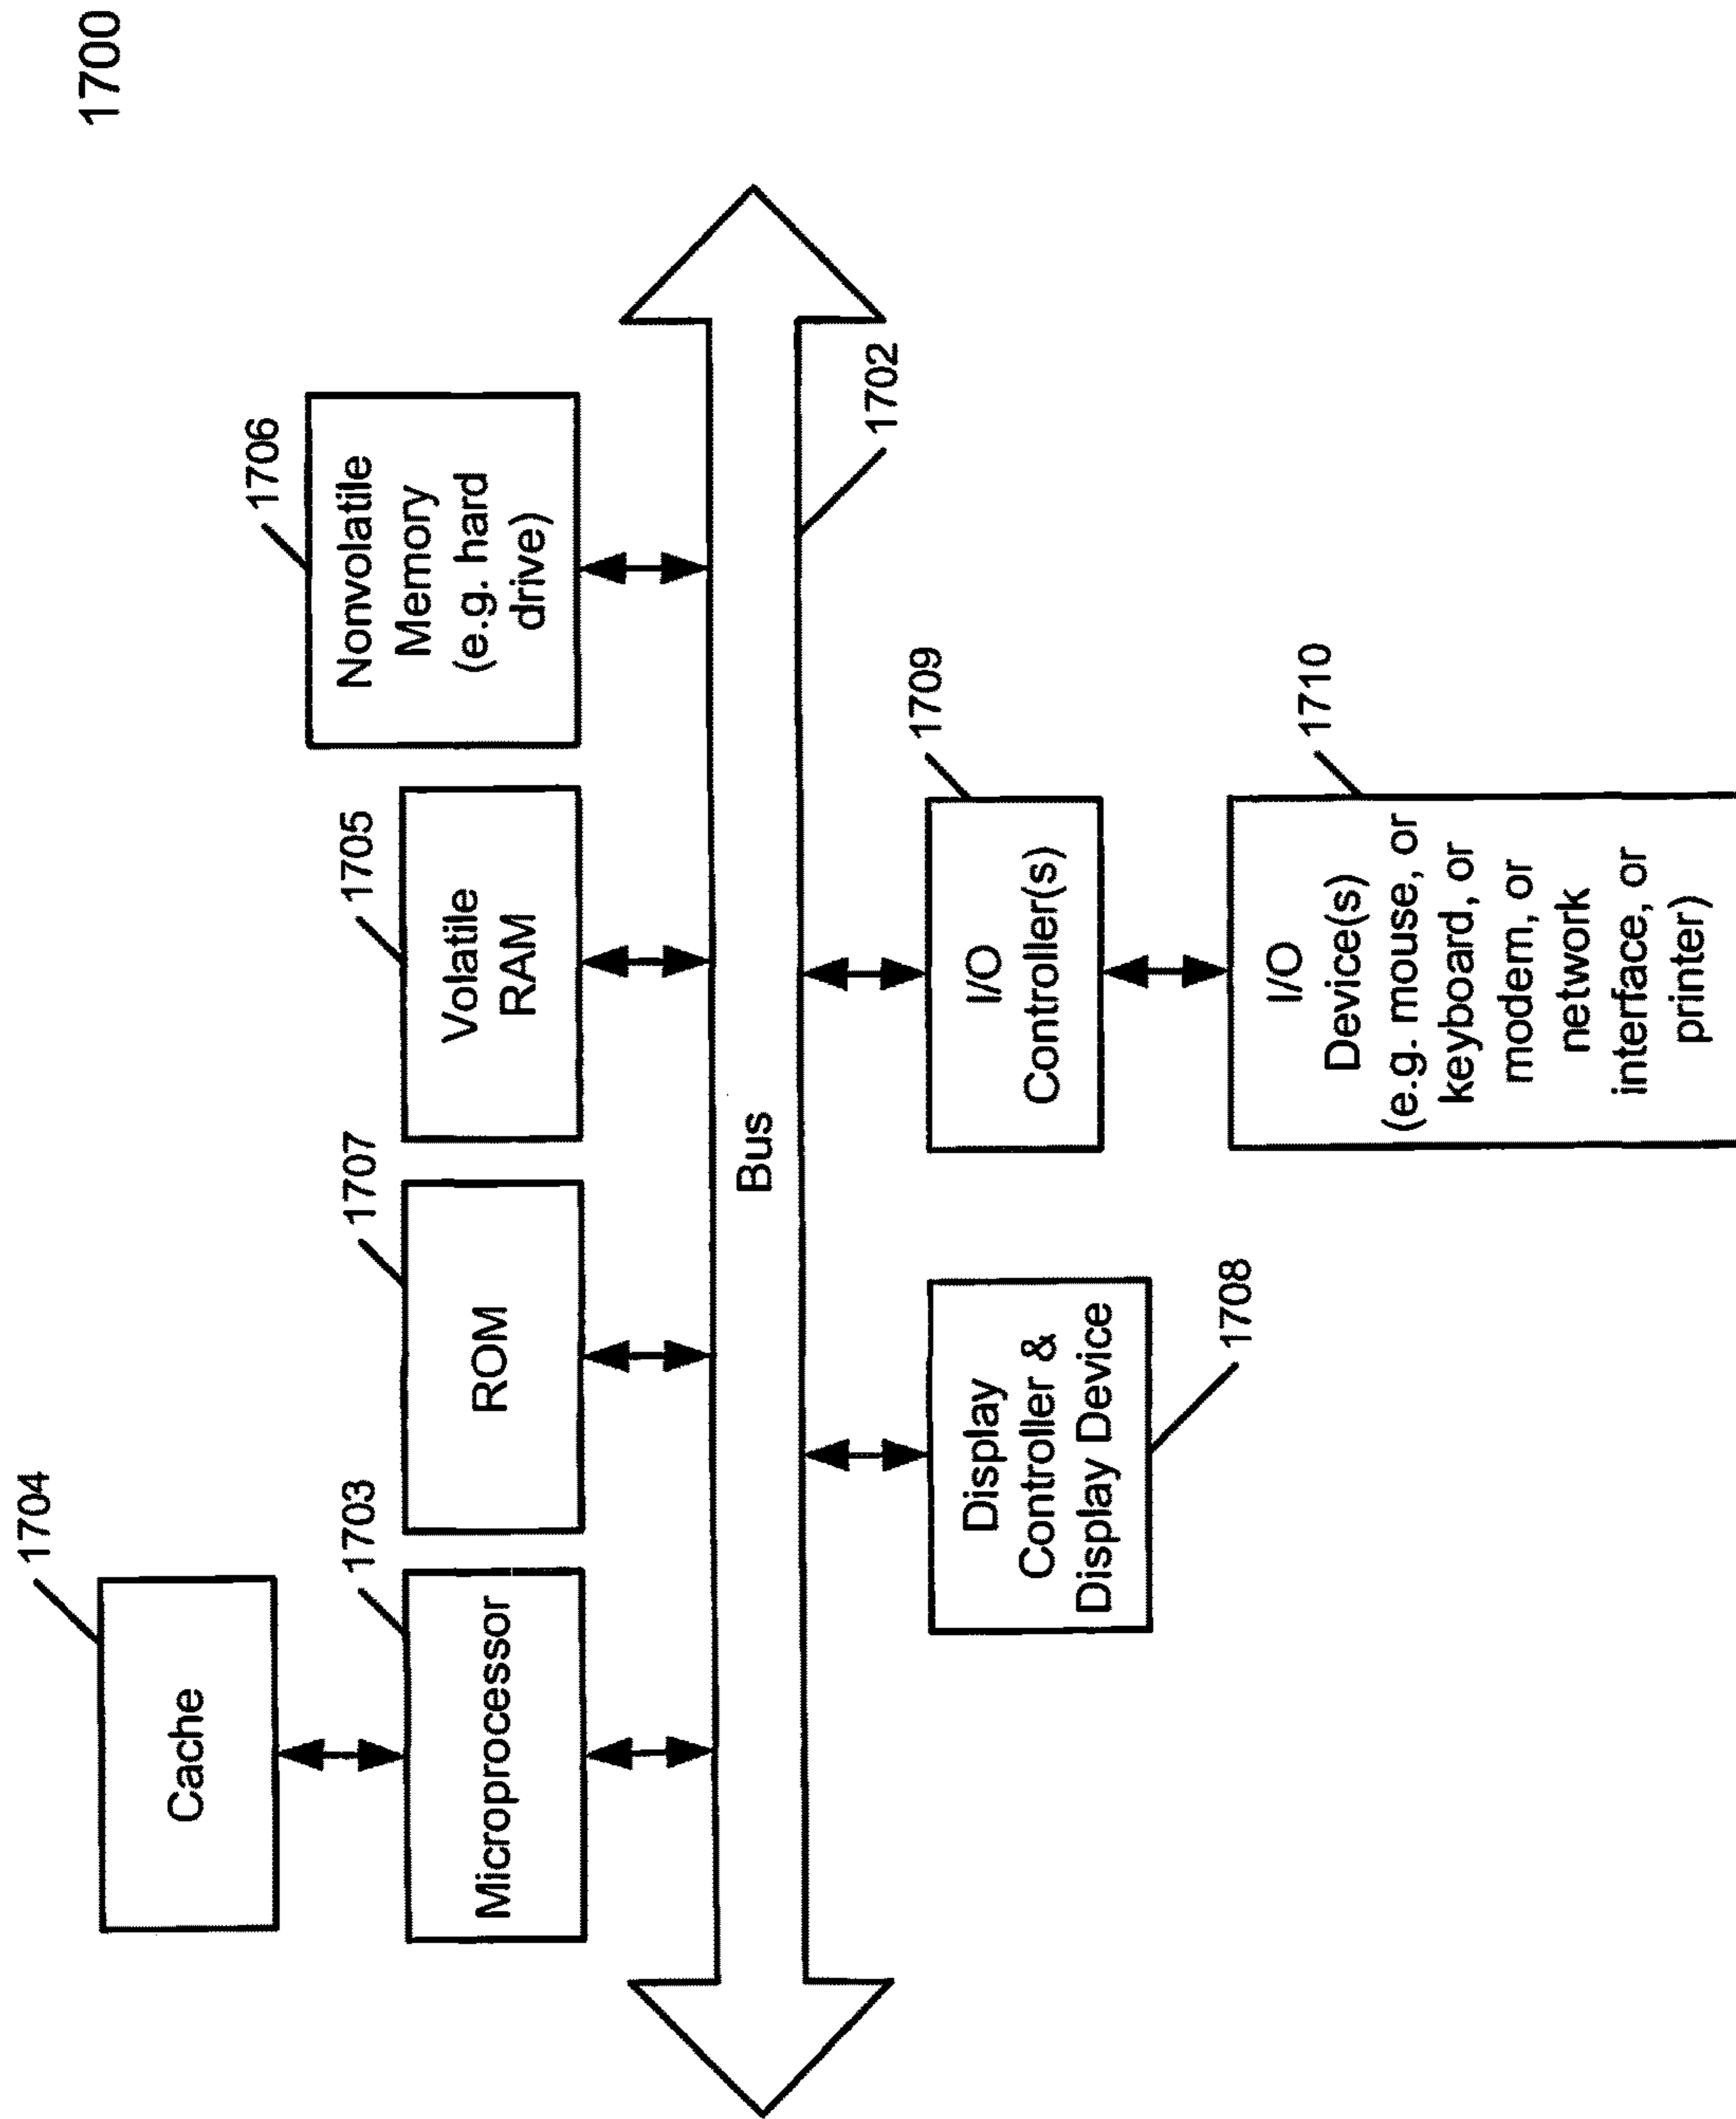 1700
1704
Cache
1703
Microprocessor
1707
ROM
1705
Volatile
RAM
1706
Nonvolatile
Memory
(e.g. hard
drive)
Bus
1702
Display
Controller &
Display Device
1708
1709
I/O
Controller(s)
1710
I/O
Device(s)
(e.g. mouse, or
keyboard, or
modem, or
network
interface, or
printer)